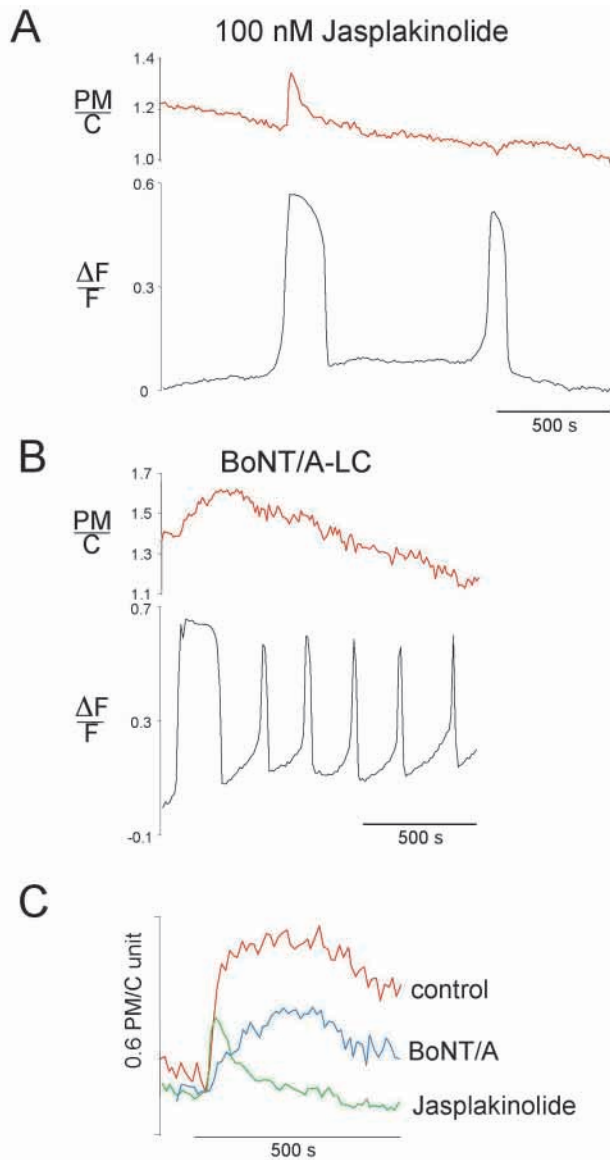 A
100 nM Jasplakinolide
PM
C
1.4
1.2
1.0
ΔF
F
0.6
0.3
0
500 s
B
BoNT/A-LC
PM
C
1.7
1.5
1.3
1.1
ΔF
F
0.7
0.3
-0.1
500 s
C
0.6 PM/C unit
control
BoNT/A
Jasplakinolide
500 s